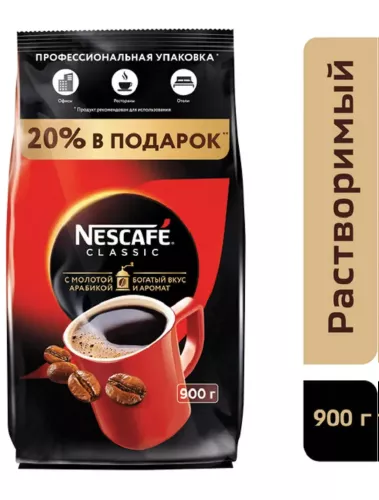 ПРОФЕССИОНАЛЬНАЯ УПАКОВКА*
Офисы
Рестораны
Отели
* Продукт рекомендован для использования
20% В ПОДАРОК**
NESCAFÉ
CLASSIC
С МОЛОТОЙ АРАБИКОЙ
БОГАТЫЙ ВКУС И АРОМАТ
900 г
Растворимый
900 г